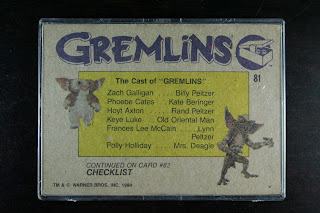 GREMLiNS
81
The Cast of "GREMLINS"
Zach Galligan .... Billy Peltzer
Phoebe Cates .. Kate Beringer
Hoyt Axton ..... Rand Peltzer
Keye Luke .. Old Oriental Man
Frances Lee McCain .. Lynn
Peltzer
Polly Holliday ... Mrs. Deagle
CONTINUED ON CARD #82
CHECKLIST
TM & © WARNER BROS. INC. 1984